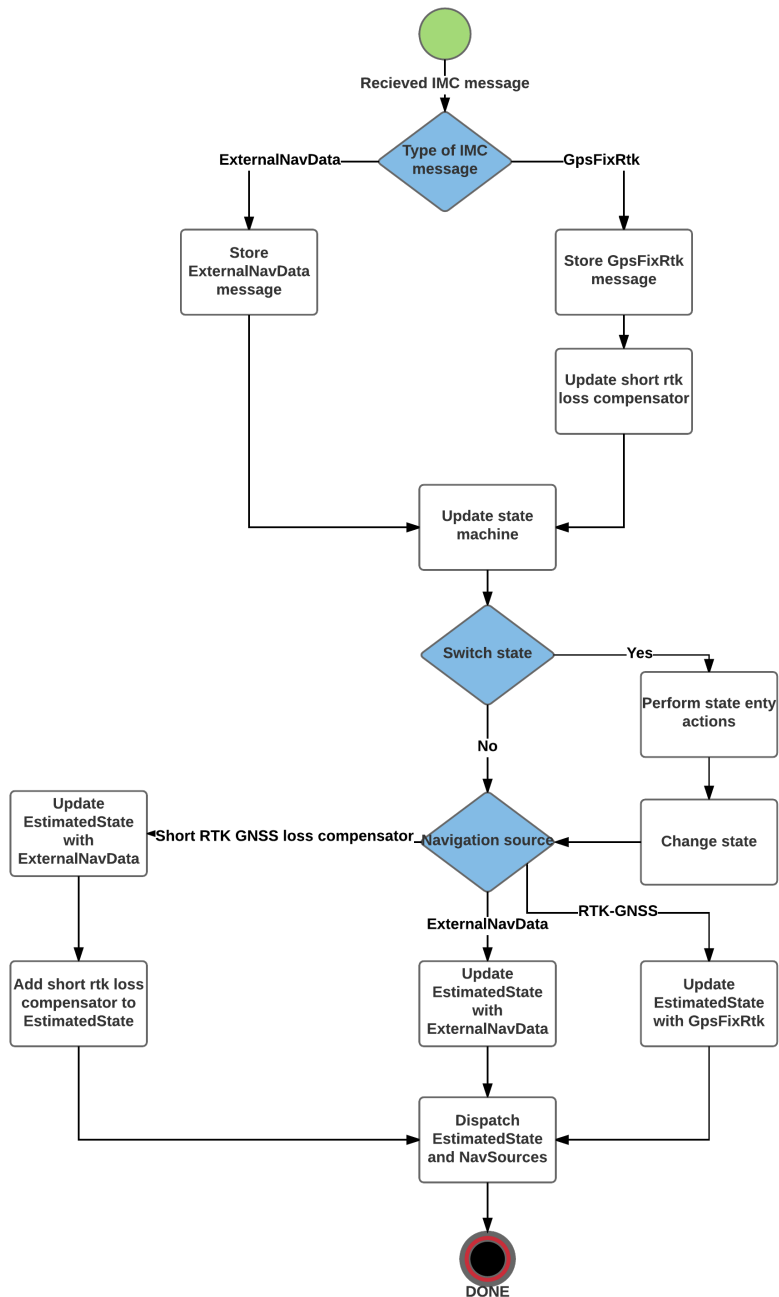 Recieved IMC message
Type of IMC
message
ExternalNavData
GpsFixRtk
Store
ExternalNavData
message
Store GpsFixRtk
message
Update short rtk
loss compensator
Update state
machine
Switch state
Yes
Perform state enty
actions
No
Change state
Navigation source
Short RTK GNSS loss compensator
Update
EstimatedState
with
ExternalNavData
RTK-GNSS
ExternalNavData
Add short rtk loss
compensator to
EstimatedState
Update
EstimatedState
with
ExternalNavData
Update
EstimatedState
with GpsFixRtk
Dispatch
EstimatedState
and NavSources
DONE